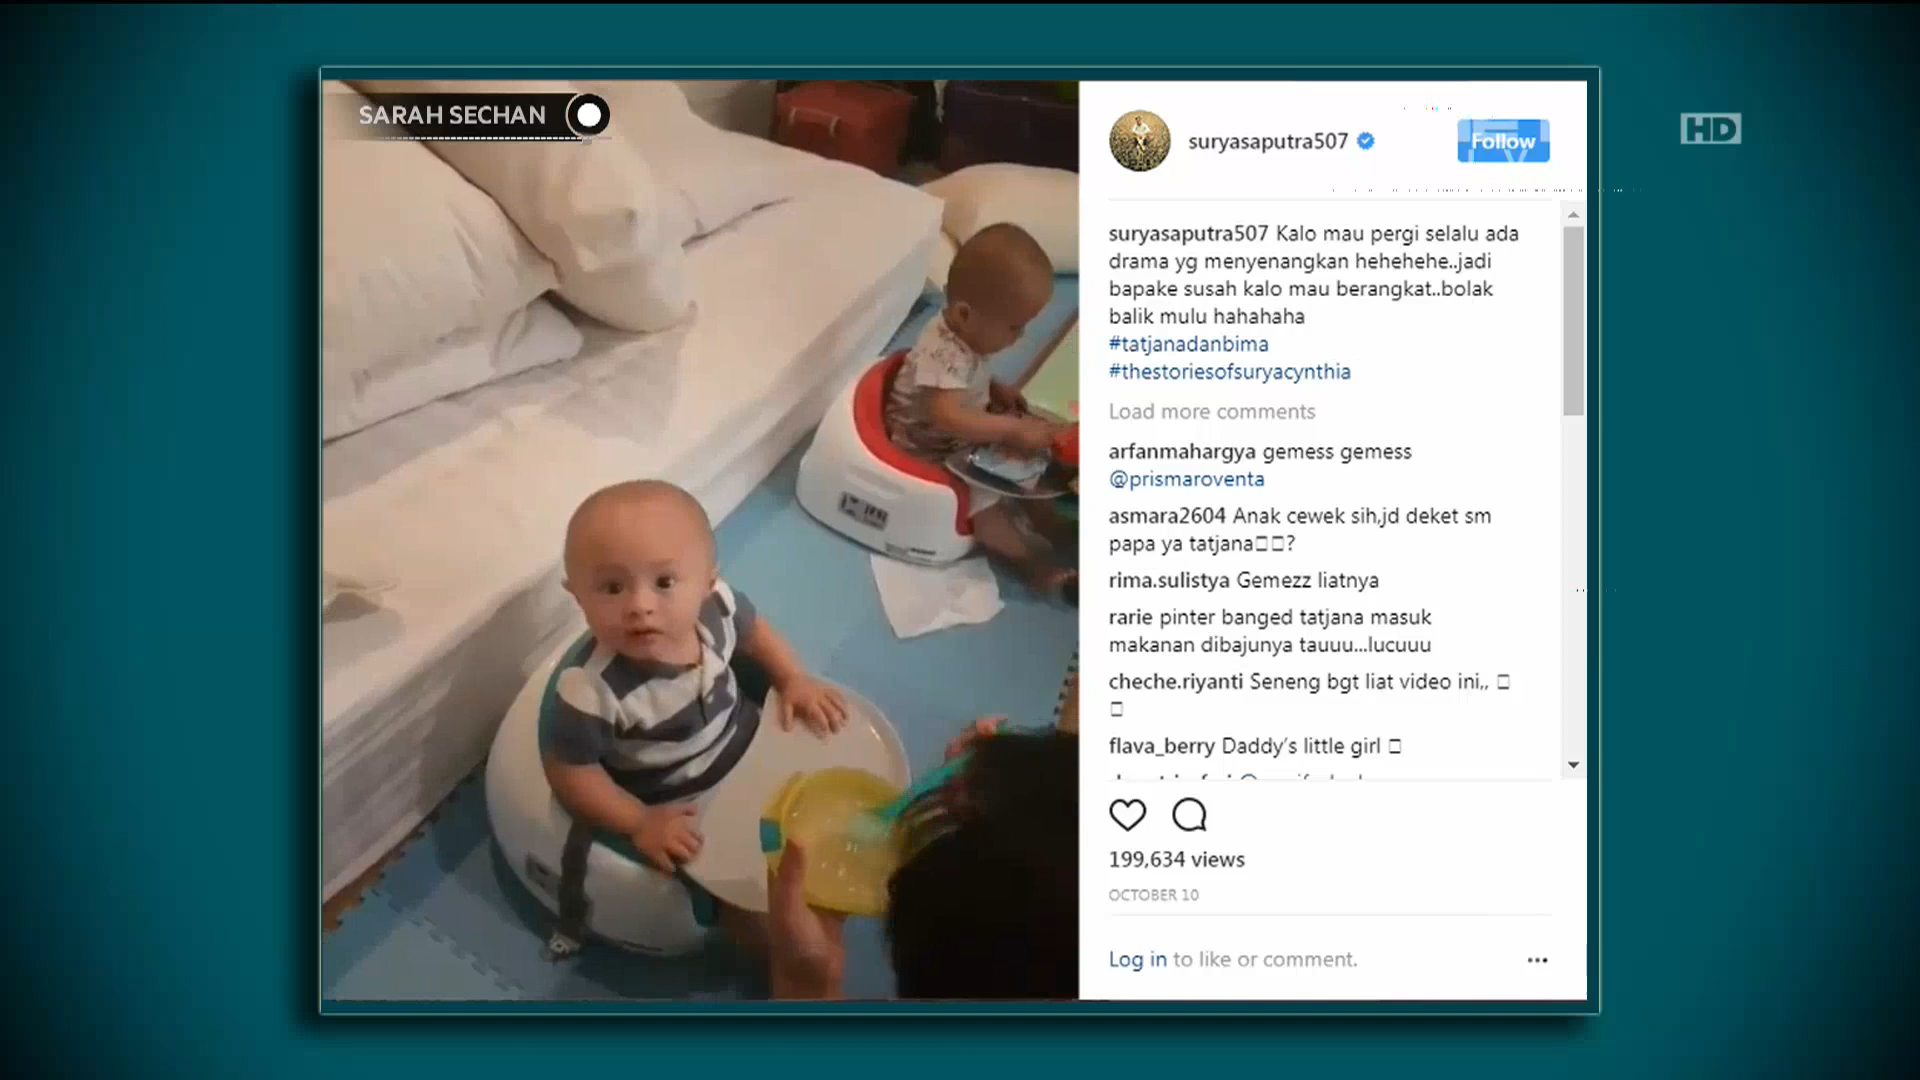 SARAH SECHAN
HD
suryasaputra507
Follow
suryasaputra507 Kalo mau pergi selalu ada
drama yg menyenangkan hehehehe..jadi
bapake susah kalo mau berangkat..bolak
balik mulu hahahaha
#tatjanadanbima
#thestoriesofsuryacynthia
Load more comments
arfanmahargya gemess gemess
@prismaroventa
asmara2604 Anak cewek sih,jd deket sm
papa ya tatjana□□?
rima.sulistya Gemezz liatnya
rarie pinter banged tatjana masuk
makanan dibajunya tauuu...lucuuu
cheche.riyanti Seneng bgt liat video ini,, □
□
flava_berry Daddy's little girl □
199,634 views
OCTOBER 10
Log in to like or comment.